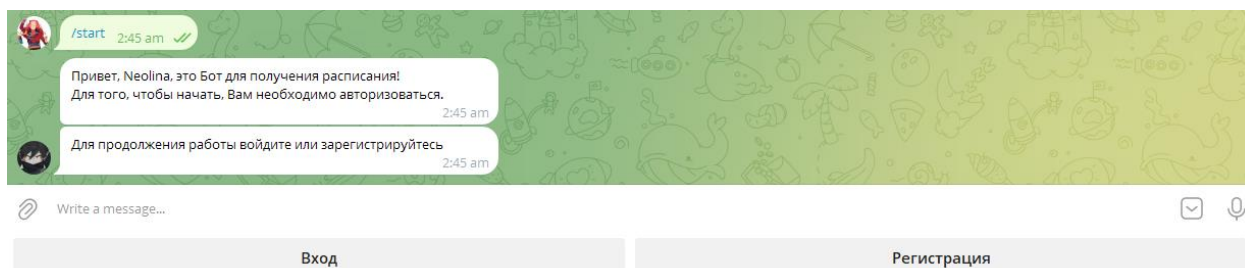 /start 2:45 am
Привет, Neolina, это Бот для получения расписания!
Для того, чтобы начать, Вам необходимо авторизоваться.
2:45 am
Для продолжения работы войдите или зарегистрируйтесь
2:45 am
Write a message...
Вход
Регистрация